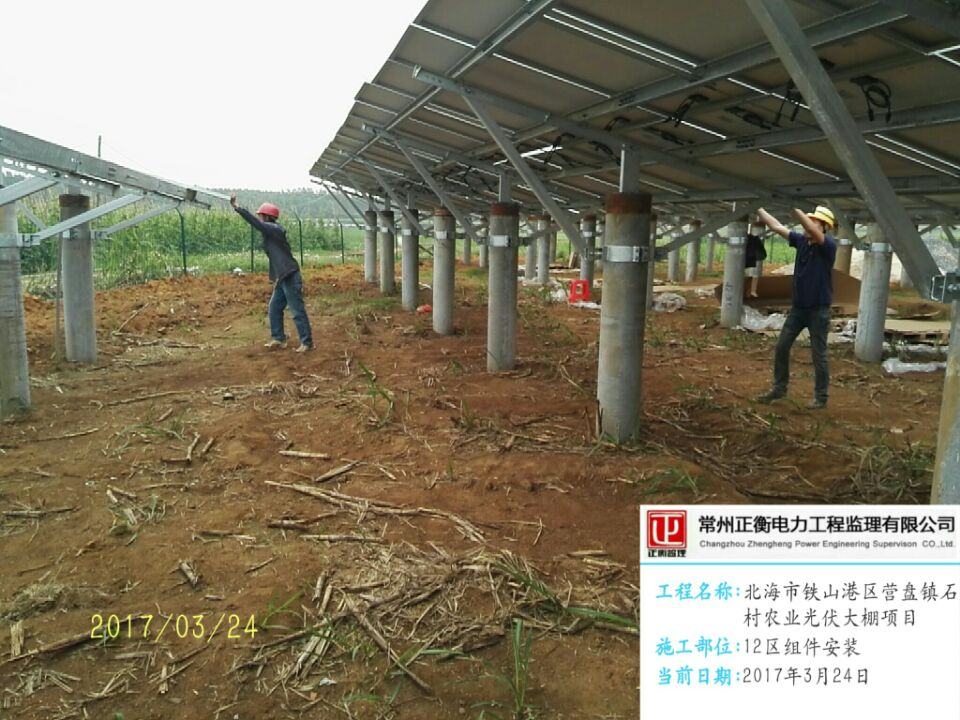 2017/03/24
正衡监理
常州正衡电力工程监理有限公司
Changzhou Zhengheng Power Engineering Supervison CO.,Ltd.
工程名称:北海市铁山港区营盘镇石
村农业光伏大棚项目
施工部位:12区组件安装
当前日期:2017年3月24日